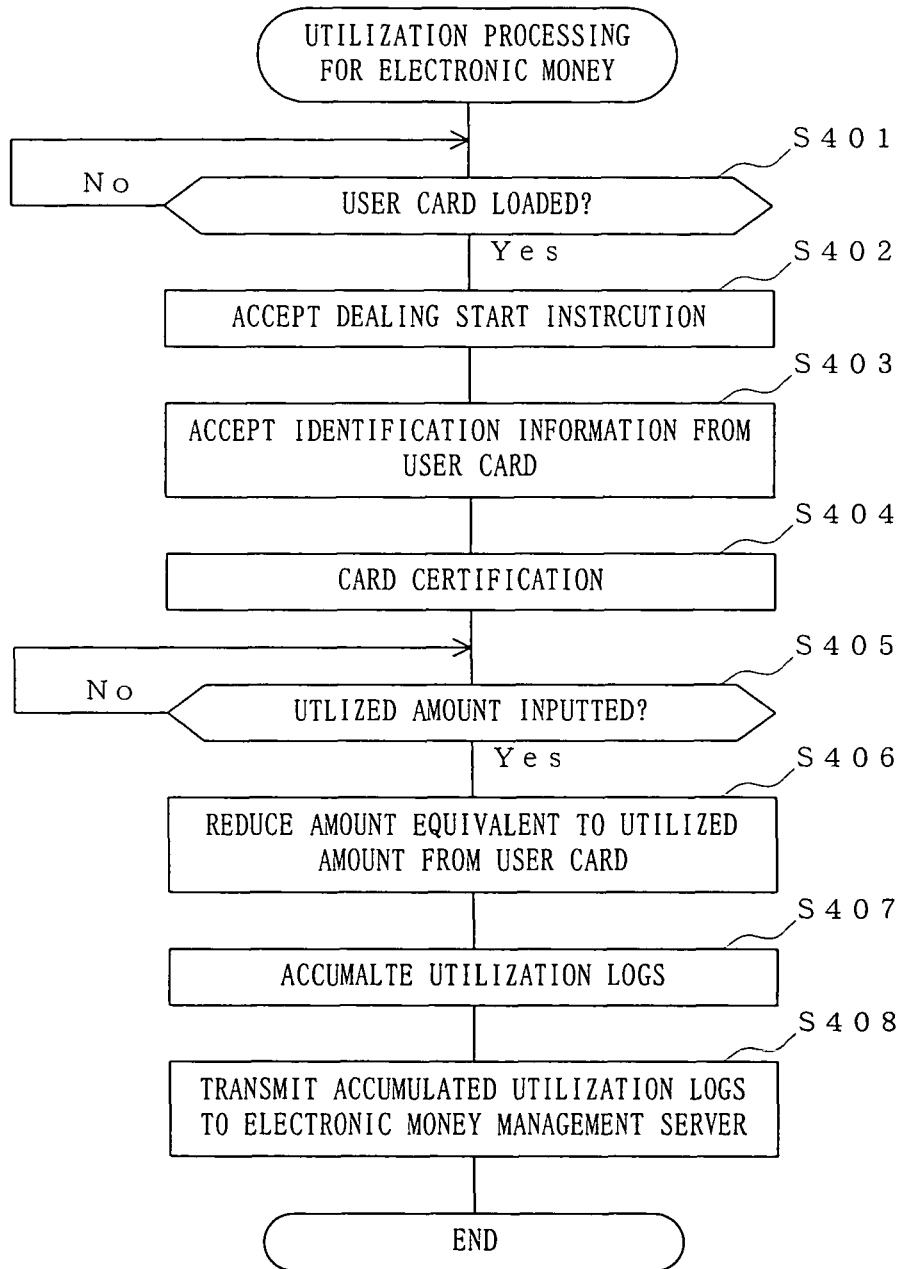 UTILIZATION PROCESSING
FOR ELECTRONIC MONEY
S401
No
USER CARD LOADED?
Yes
S402
ACCEPT DEALING START INSTRCUTION
S403
ACCEPT IDENTIFICATION INFORMATION FROM
USER CARD
S404
CARD CERTIFICATION
S405
No
UTLIZED AMOUNT INPUTTED?
Yes
S406
REDUCE AMOUNT EQUIVALENT TO UTILIZED
AMOUNT FROM USER CARD
S407
ACCUMALTE UTILIZATION LOGS
S408
TRANSMIT ACCUMULATED UTILIZATION LOGS
TO ELECTRONIC MONEY MANAGEMENT SERVER
END